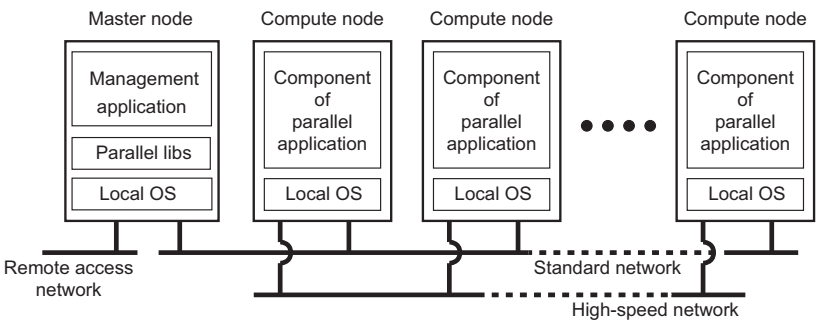 Master node
Compute node
Compute node
Compute node
Management
application
Parallel libs
Local OS
Component
of
parallel
application
Local OS
Component
of
parallel
application
Local OS
Component
of
parallel
application
Local OS
Remote access
network
Standard network
High-speed network